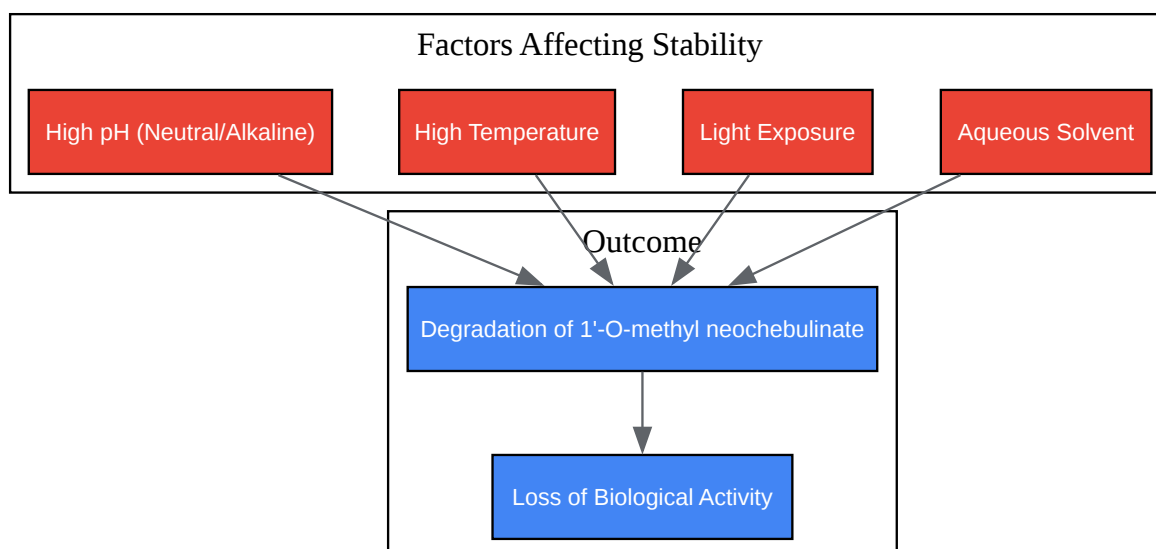 Factors Affecting Stability
High pH (Neutral/Alkaline)
High Temperature
Light Exposure
Aqueous Solvent
Outcome
Degradation of 1'-O-methyl neochebulinate
Loss of Biological Activity